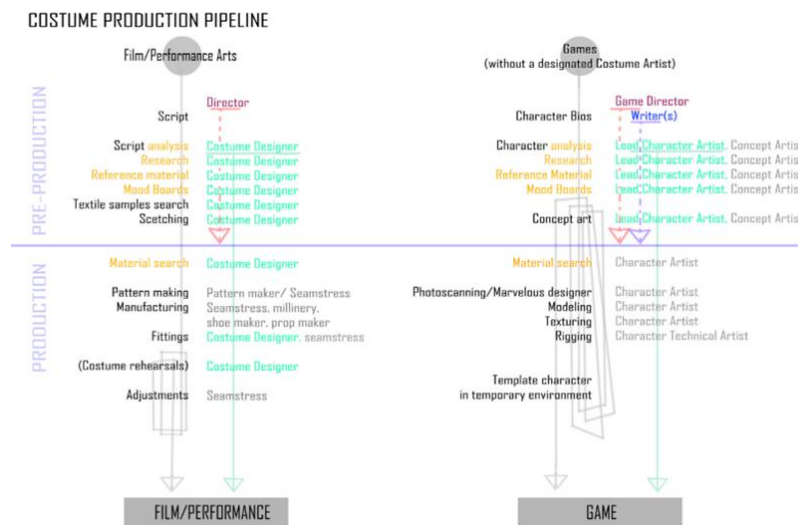 COSTUME PRODUCTION PIPELINE
Film/Performance Arts
PRE-PRODUCTION
Director
Script
Script analysis Costume Designer
Research Costume Designer
Reference material Costume Designer
Mood Boards Costume Designer
Textile samples search Costume Designer
Scetching Costume Designer
PRODUCTION
Material search Costume Designer
Pattern making Pattern maker/ Seamstress
Manufacturing Seamstress, millinery,
shoe maker, prop maker
Fittings Costume Designer, seamstress
(Costume rehearsals) Costume Designer
Adjustments Seamstress
FILM/PERFORMANCE
Games
(without a designated Costume Artist)
Game Director
Character Bios Writer(s)
Character analysis Lead Character Artist, Concept Artis
Research Lead Character Artist, Concept Artis
Reference Material Lead Character Artist, Concept Artis
Mood Boards Lead Character Artist, Concept Artis
Concept art Lead Character Artist, Concept Artis
Material search Character Artist
Photoscanning/Marvelous designer Character Artist
Modeling Character Artist
Texturing Character Artist
Rigging Character Technical Artist
Template character
in temporary environment
GAME